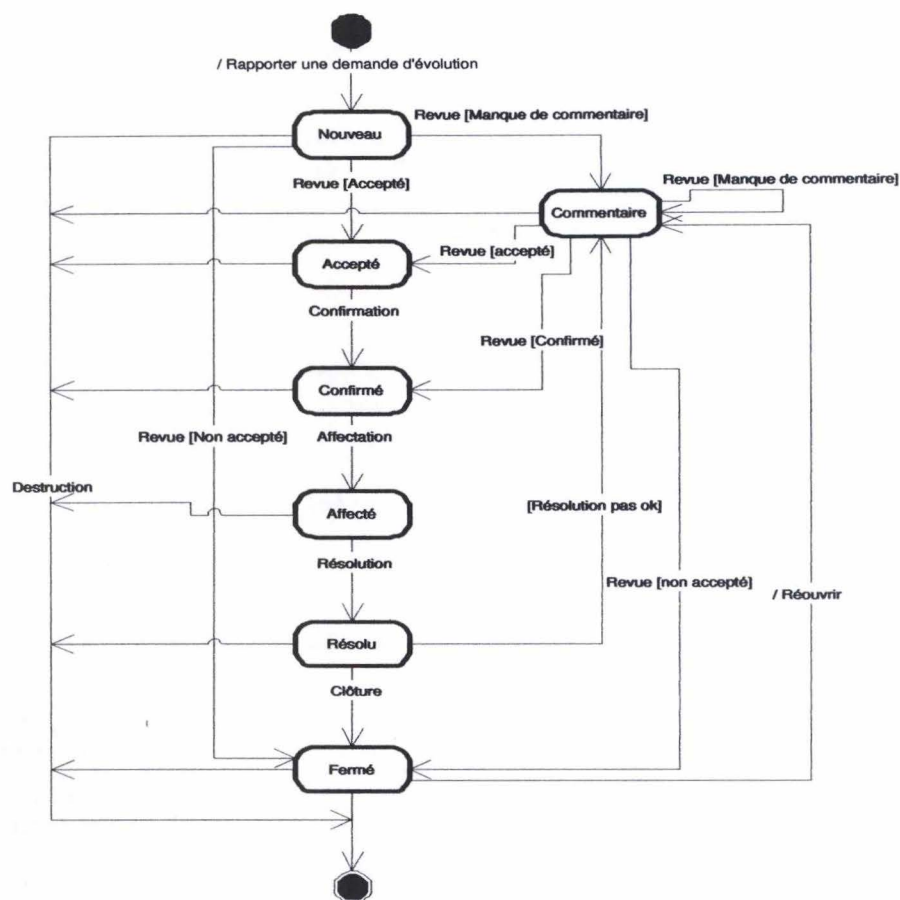 / Rapporter une demande d'évolution
Revue [Manque de commentaire]
Nouveau
Revue [Manque de commentaire]
Revue [Accepté]
Commentaire
Revue [accepté]
Accepté
Confirmation
Revue [Confirmé]
Confirmé
Revue [Non accepté]
Affectation
Destruction
Affecté
[Résolution pas ok]
Résolution
Revue [non accepté]
/ Réouvrir
Résolu
Clôture
Fermé